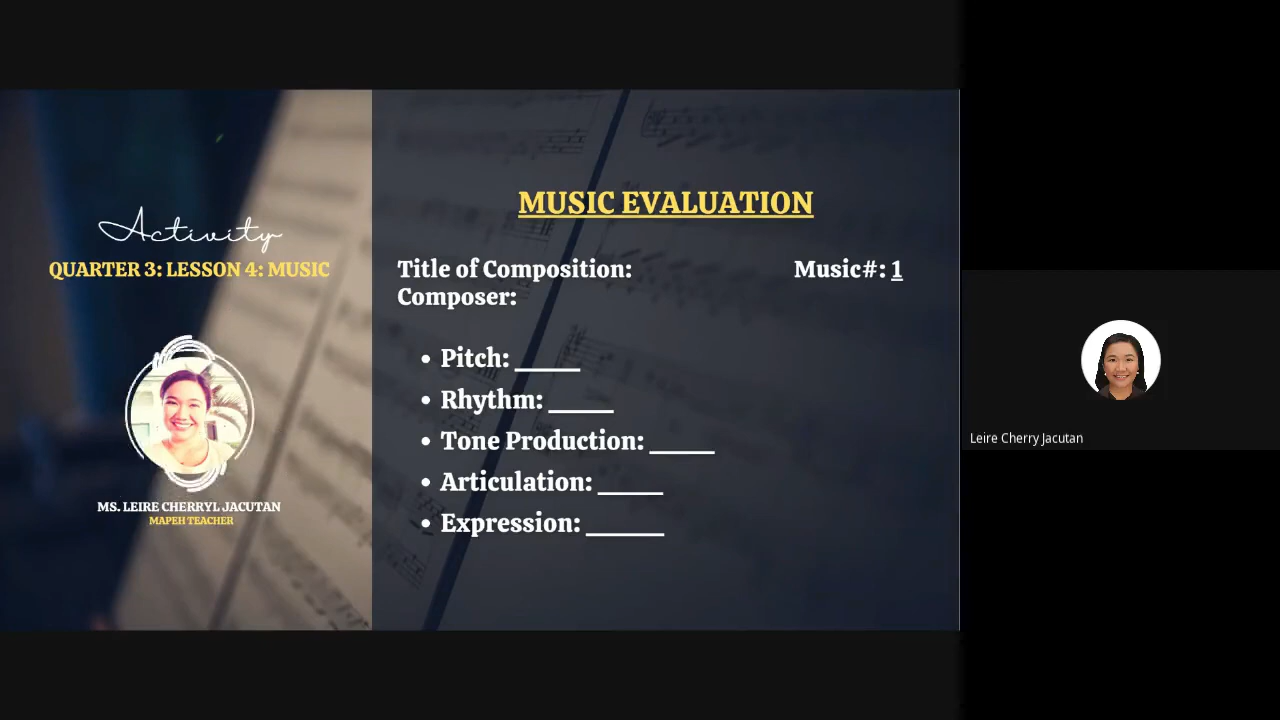 Activity
QUARTER 3: LESSON 4: MUSIC
MS. LEIRE CHERRYL JACUTAN
MAPEH TEACHER
MUSIC EVALUATION
Title of Composition: Music#: 1
Composer:
• Pitch: _____
• Rhythm: _____
• Tone Production: _____
• Articulation: _____
• Expression: ______
Leire Cherry Jacutan